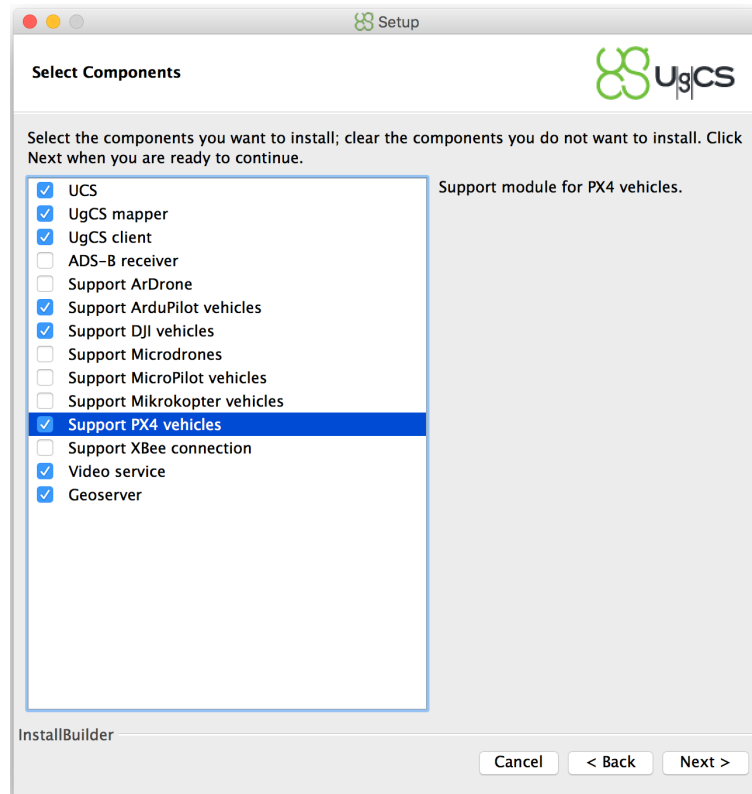 Setup
Select Components
UgCS
Select the components you want to install; clear the components you do not want to install. Click
Next when you are ready to continue.
UCS
Support module for PX4 vehicles.
UgCS mapper
UgCS client
ADS-B receiver
Support ArDrone
Support ArduPilot vehicles
Support DJI vehicles
Support Microdrones
Support MicroPilot vehicles
Support Mikrokopter vehicles
Support PX4 vehicles
Support XBee connection
Video service
Geoserver
InstallBuilder
Cancel
< Back
Next >